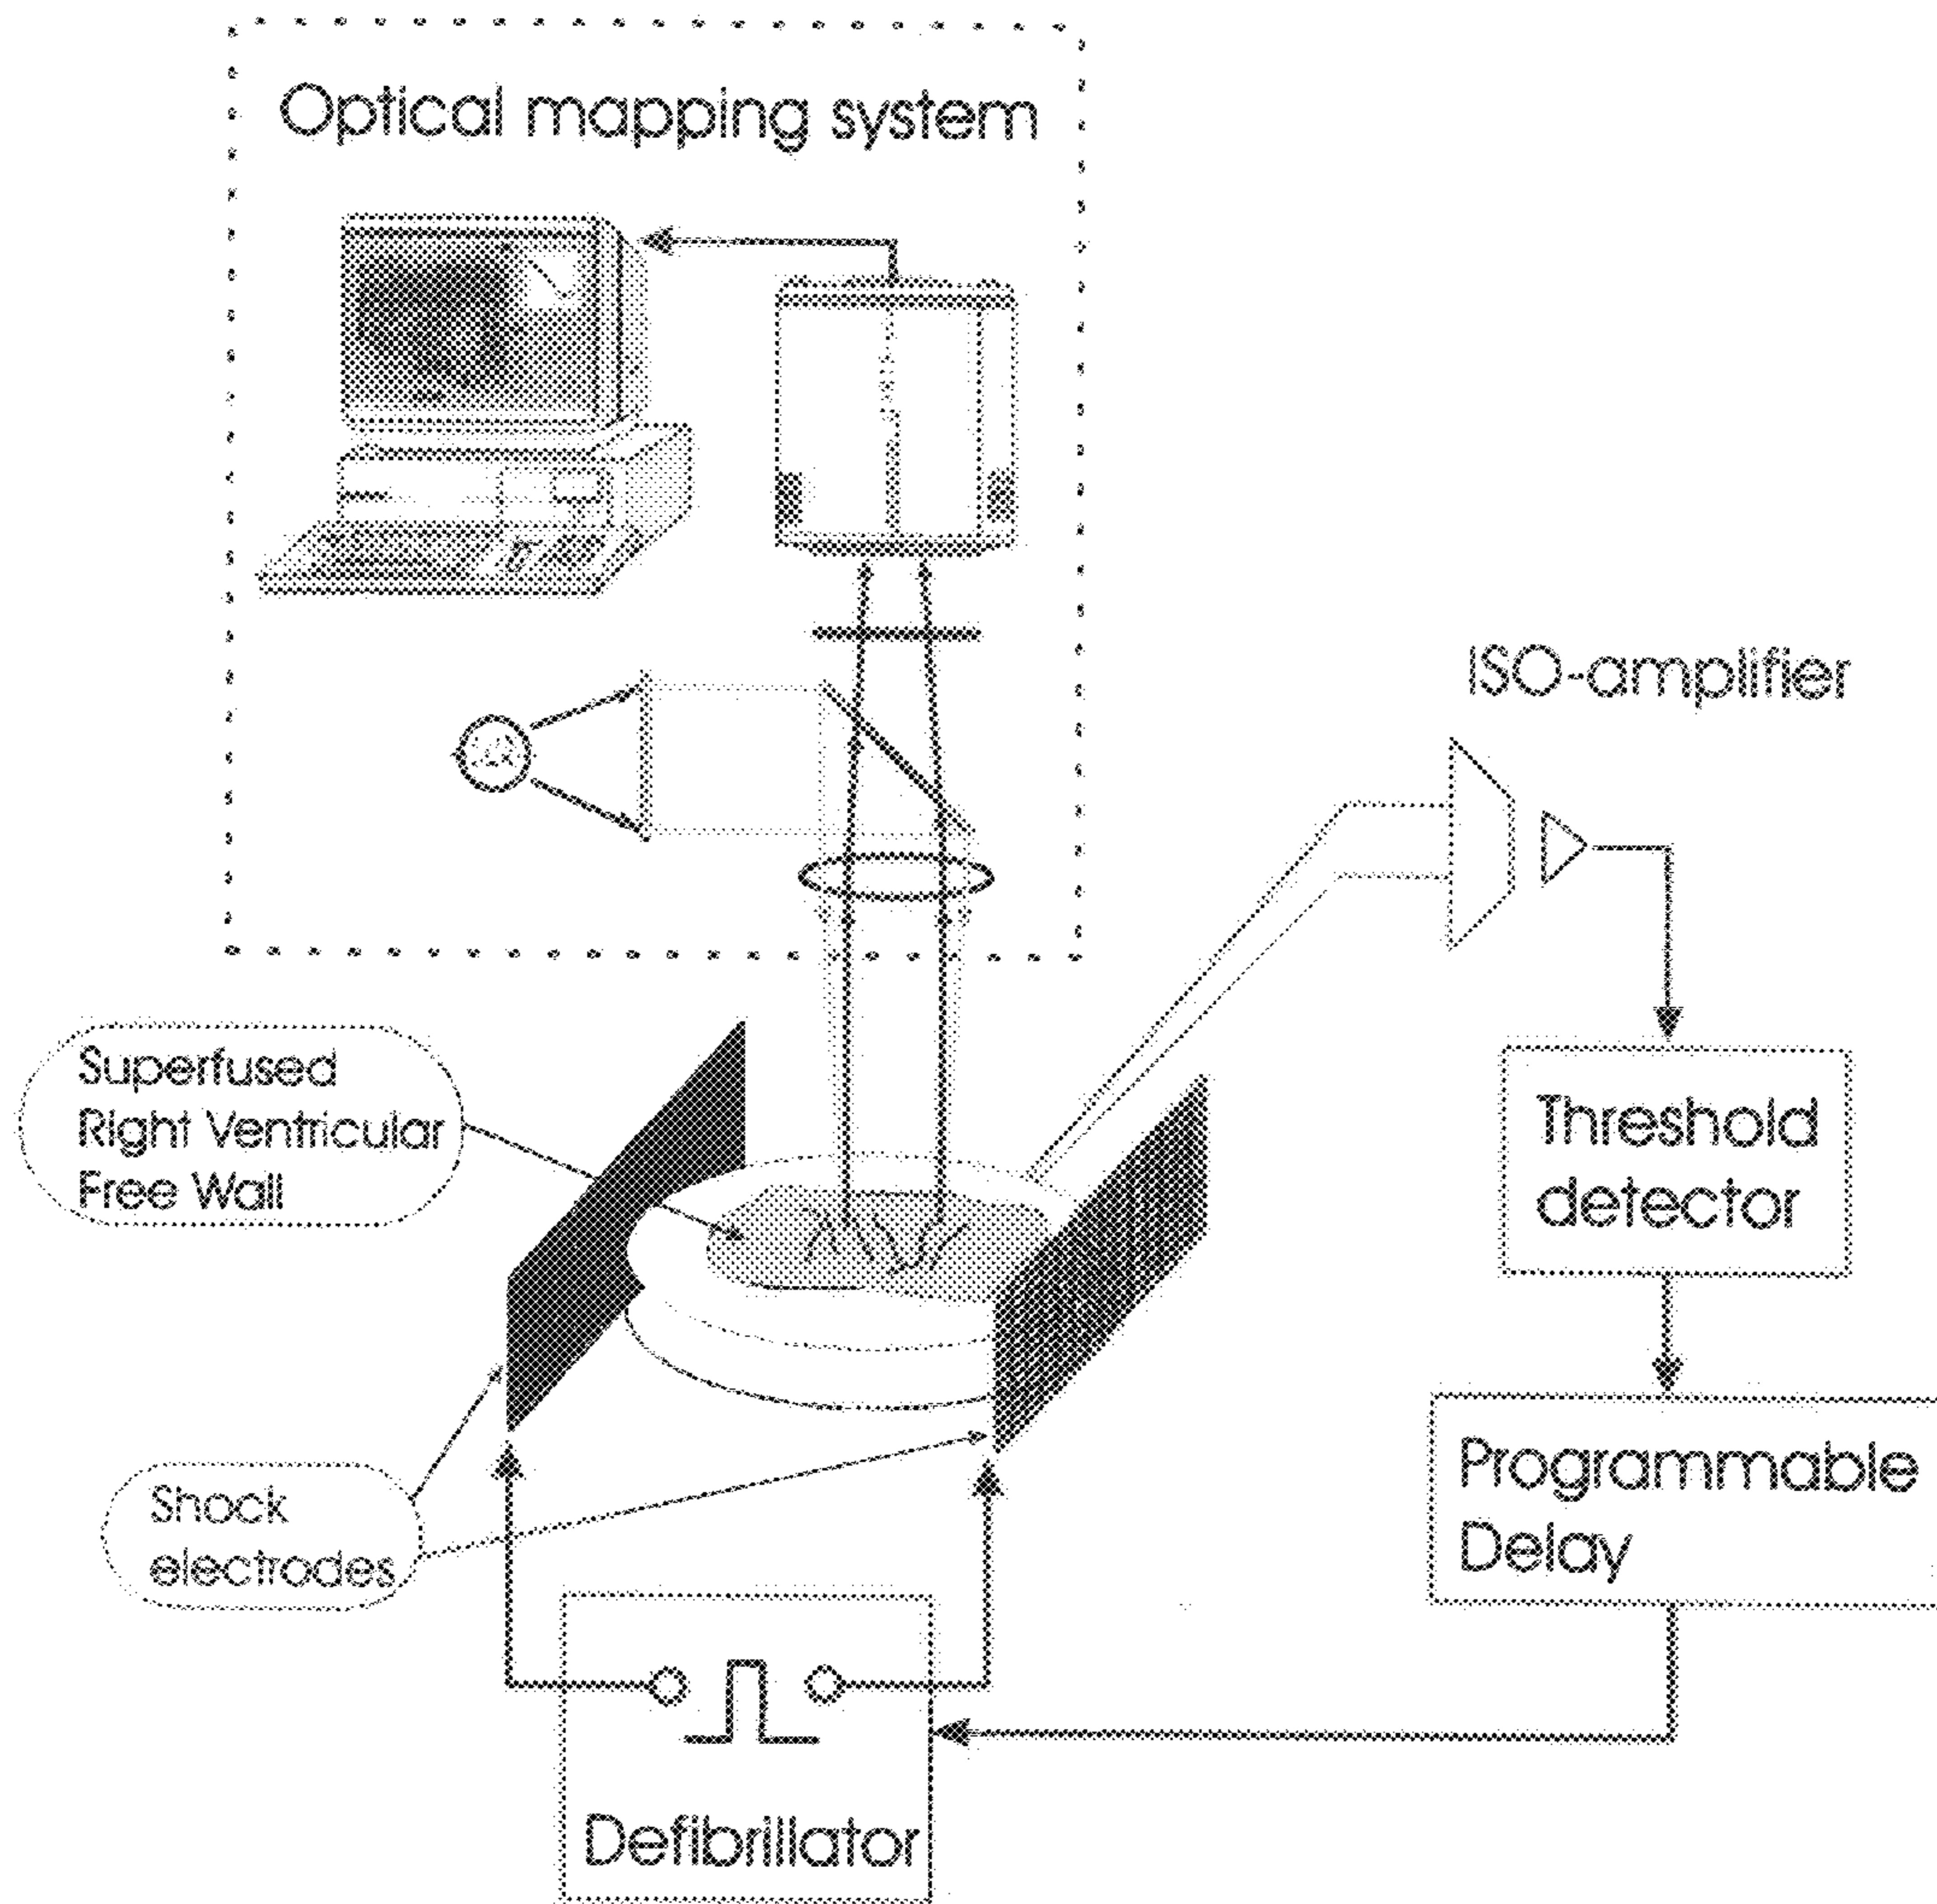 Optical mapping system
ISO-amplifier
Superfused
Right Ventricular
Free Wall
Threshold
detector
Programmable
Delay
Shock
electrodes
Defibrillator